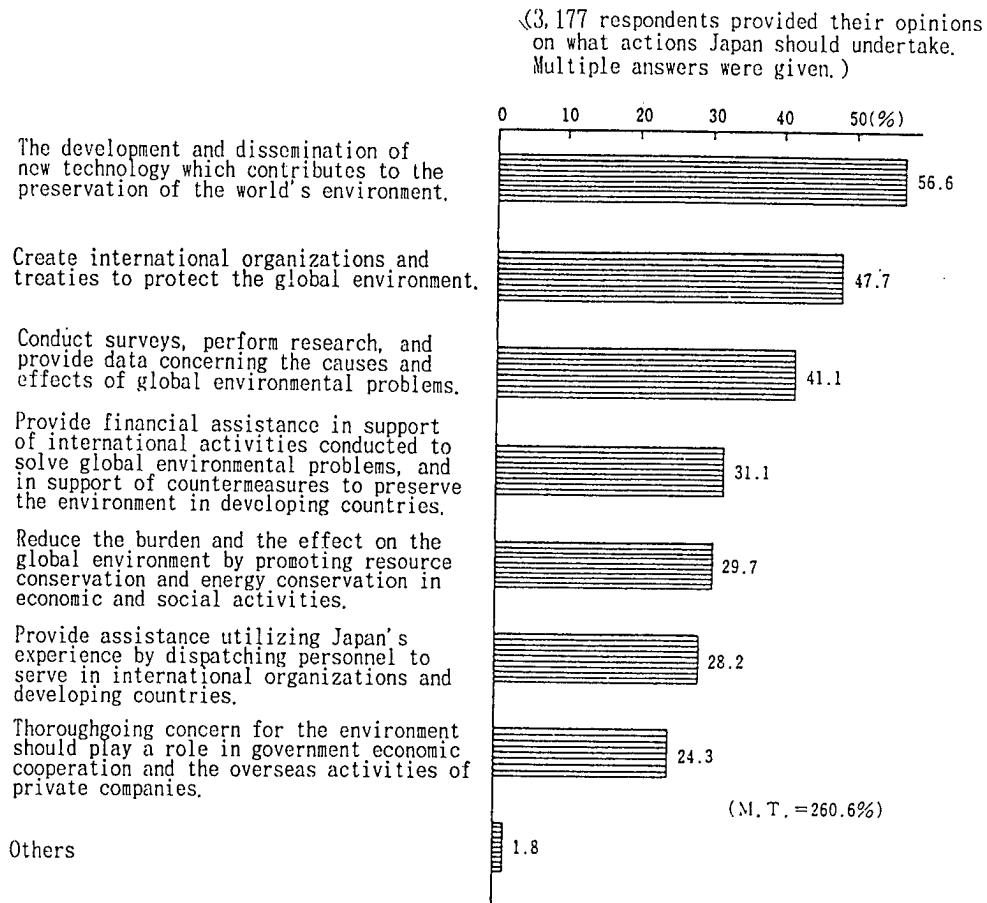 (3,177 respondents provided their opinions
on what actions Japan should undertake.
Multiple answers were given.)
0 10 20 30 40 50(%)
The development and dissemination of
new technology which contributes to the
preservation of the world's environment.
56.6
Create international organizations and
treaties to protect the global environment.
47.7
Conduct surveys, perform research, and
provide data concerning the causes and
effects of global environmental problems.
41.1
Provide financial assistance in support
of international activities conducted to
solve global environmental problems, and
in support of countermeasures to preserve
the environment in developing countries.
31.1
Reduce the burden and the effect on the
global environment by promoting resource
conservation and energy conservation in
economic and social activities.
29.7
Provide assistance utilizing Japan's
experience by dispatching personnel to
serve in international organizations and
developing countries.
28.2
Thoroughgoing concern for the environment
should play a role in government economic
cooperation and the overseas activities of
private companies.
24.3
(M.T.=260.6%)
Others
1.8